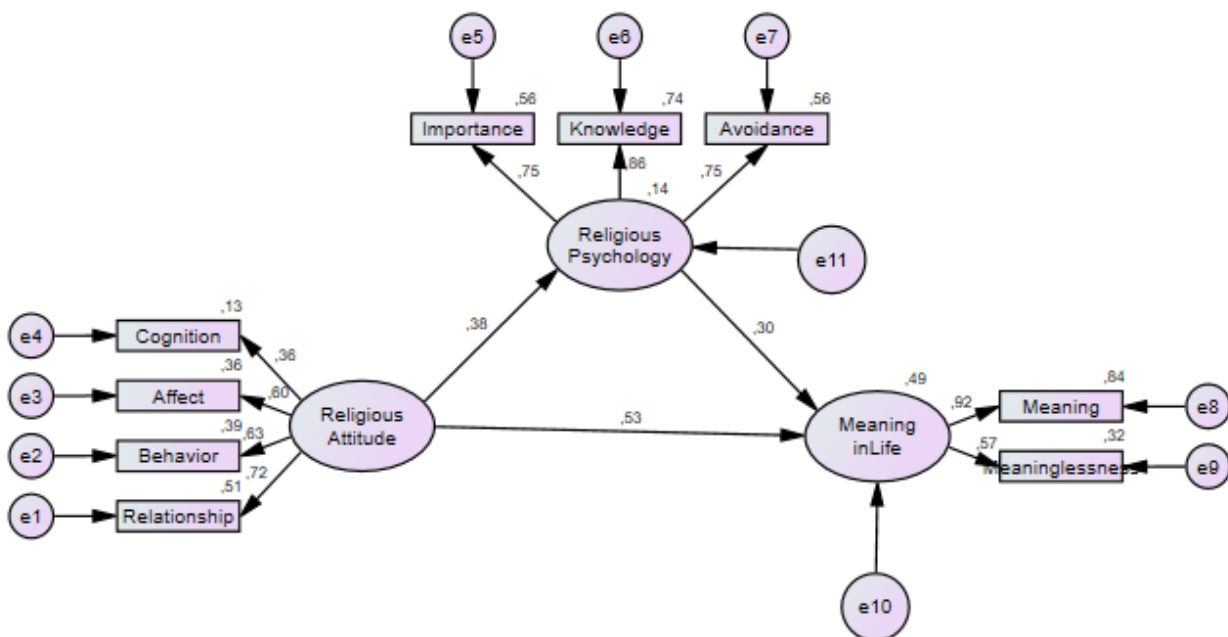 e5
e6
e7
,56
,74
,56
Importance
Knowledge
Avoidance
,75
,86
,75
,14
Religious
Psychology
e11
,38
,30
,13
e4
Cognition
,36
,36
e3
Affect
,60
Religious
Attitude
,39
,63
e2
Behavior
,72
,51
e1
Relationship
,53
,49
Meaning
inLife
,92
,84
Meaning
e8
,57
,32
Meaninglessness
e9
e10